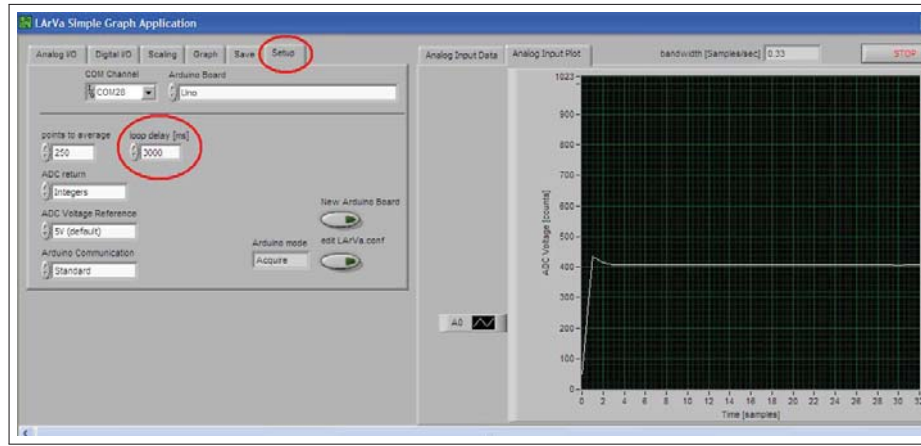 LArVa Simple Graph Application
Analog I/O Digital I/O Scaling Graph Save Setup
COM Channel Arduino Board
COM28 Uno
points to average loop delay [ms]
250 3000
ADC return
Integers
ADC Voltage Reference
5V (default)
Arduino Communication
Standard
New Arduino Board
Arduino mode edit LArVa.conf
Acquire
Analog Input Data Analog Input Plot bandwidth [Samples/sec] 0.33 STOP
A0
ADC Voltage [counts]
1023
900
800
700
600
500
400
300
200
100
0
0 2 4 6 8 10 12 14 16 18 20 22 24 26 28 30
Time [samples]